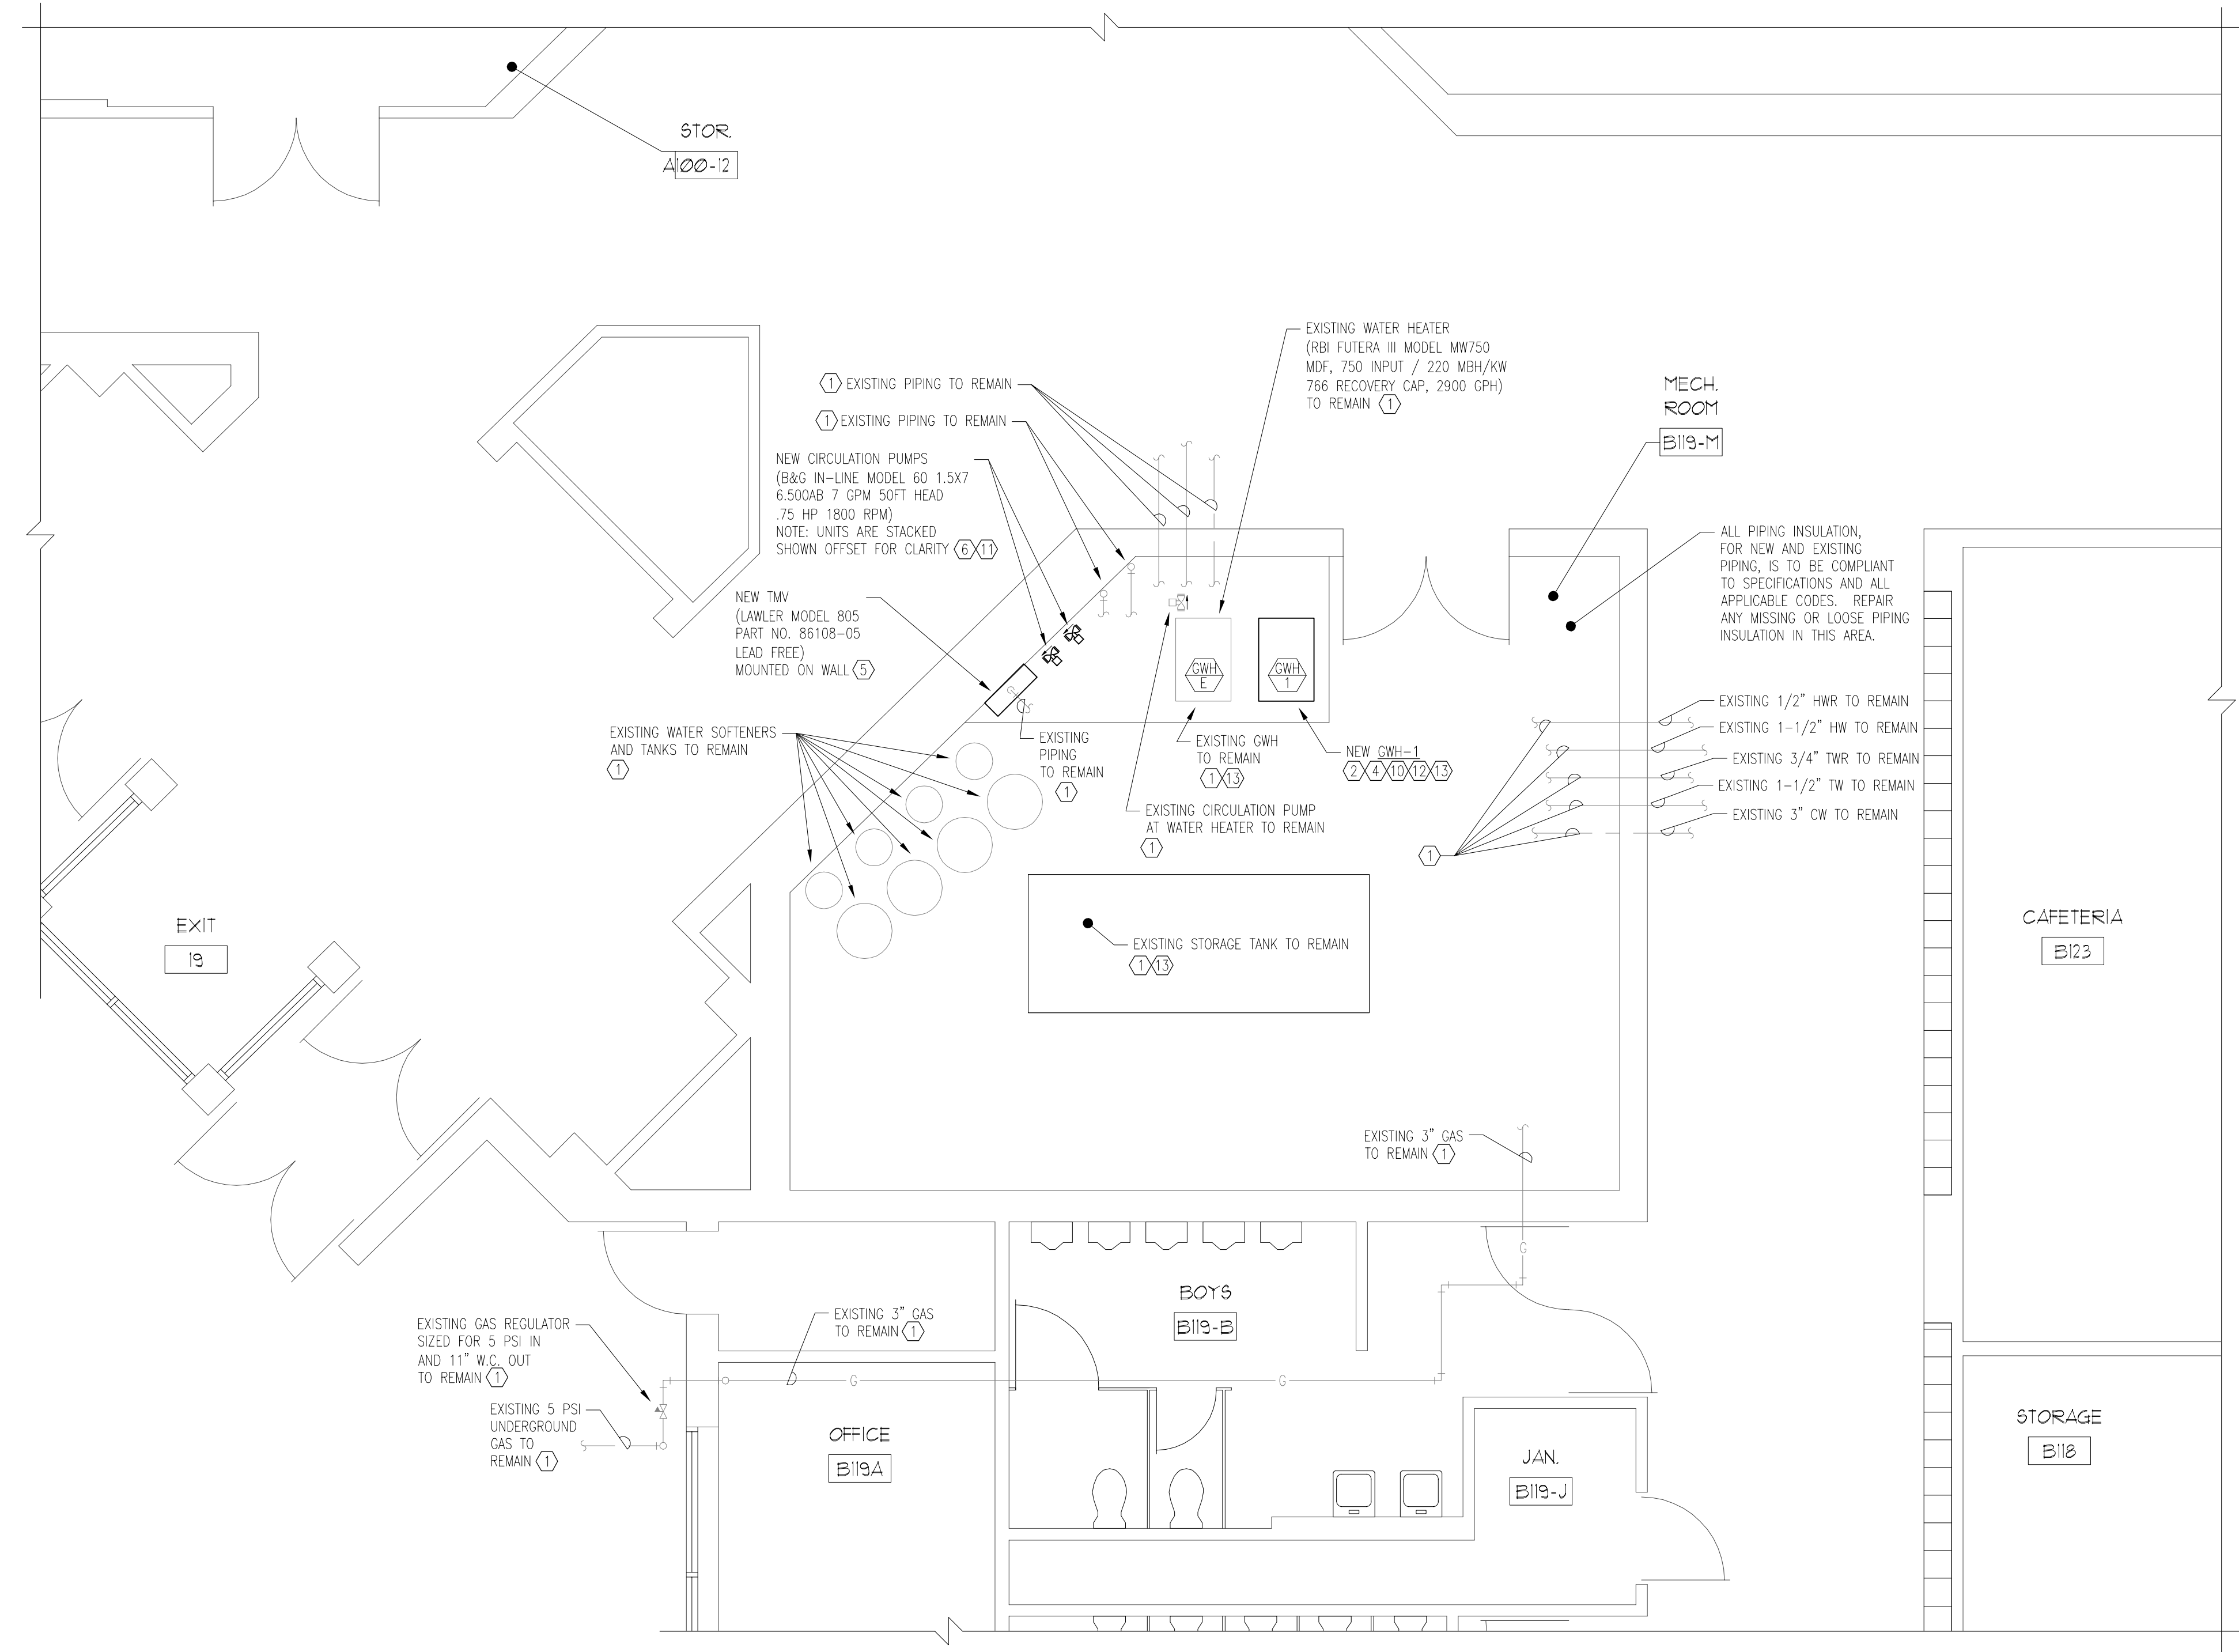 STOR.
A100-12
EXISTING WATER HEATER
(RBI FUTERA III MODEL MW750
MDF, 750 INPUT / 220 MBH/KW
766 RECOVERY CAP, 2900 GPH)
TO REMAIN 1
1 EXISTING PIPING TO REMAIN
1 EXISTING PIPING TO REMAIN
MECH.
ROOM
B119-M
NEW CIRCULATION PUMPS
(B&G IN-LINE MODEL 60 1.5X7
6.500AB 7 GPM 50FT HEAD
.75 HP 1800 RPM)
NOTE: UNITS ARE STACKED
SHOWN OFFSET FOR CLARITY 6 11
ALL PIPING INSULATION,
FOR NEW AND EXISTING
PIPING, IS TO BE COMPLIANT
TO SPECIFICATIONS AND ALL
APPLICABLE CODES. REPAIR
ANY MISSING OR LOOSE PIPING
INSULATION IN THIS AREA.
NEW TMV
(LAWLER MODEL 805
PART NO. 86108-05
LEAD FREE)
MOUNTED ON WALL 5
GWH
E
GWH
1
EXISTING 1/2" HWR TO REMAIN
EXISTING 1-1/2" HW TO REMAIN
EXISTING 3/4" TWR TO REMAIN
EXISTING 1-1/2" TW TO REMAIN
EXISTING 3" CW TO REMAIN
1
EXISTING WATER SOFTENERS
AND TANKS TO REMAIN
1
EXISTING
PIPING
TO REMAIN
1
EXISTING GWH
TO REMAIN
1 13
NEW GWH-1
2 4 10 12 13
EXISTING CIRCULATION PUMP
AT WATER HEATER TO REMAIN
1
EXIT
19
EXISTING STORAGE TANK TO REMAIN
1 13
CAFETERIA
B123
EXISTING 3" GAS
TO REMAIN 1
G
BOYS
B119-B
EXISTING 3" GAS
TO REMAIN 1
EXISTING GAS REGULATOR
SIZED FOR 5 PSI IN
AND 11" W.C. OUT
TO REMAIN 1
G
G
EXISTING 5 PSI
UNDERGROUND
GAS TO
REMAIN 1
OFFICE
B119A
JAN.
B119-J
STORAGE
B118